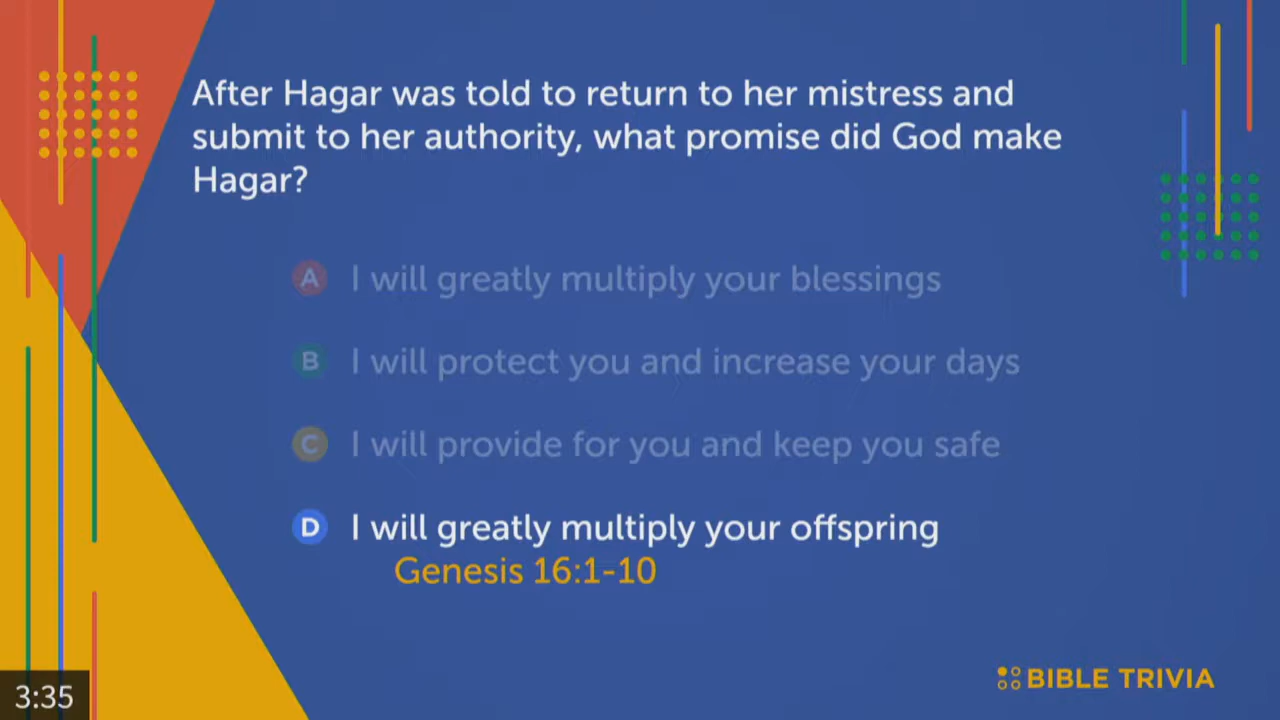 After Hagar was told to return to her mistress and
submit to her authority, what promise did God make
Hagar?
A I will greatly multiply your blessings
B I will protect you and increase your days
C I will provide for you and keep you safe
D I will greatly multiply your offspring
Genesis 16:1-10
BIBLE TRIVIA
3:35